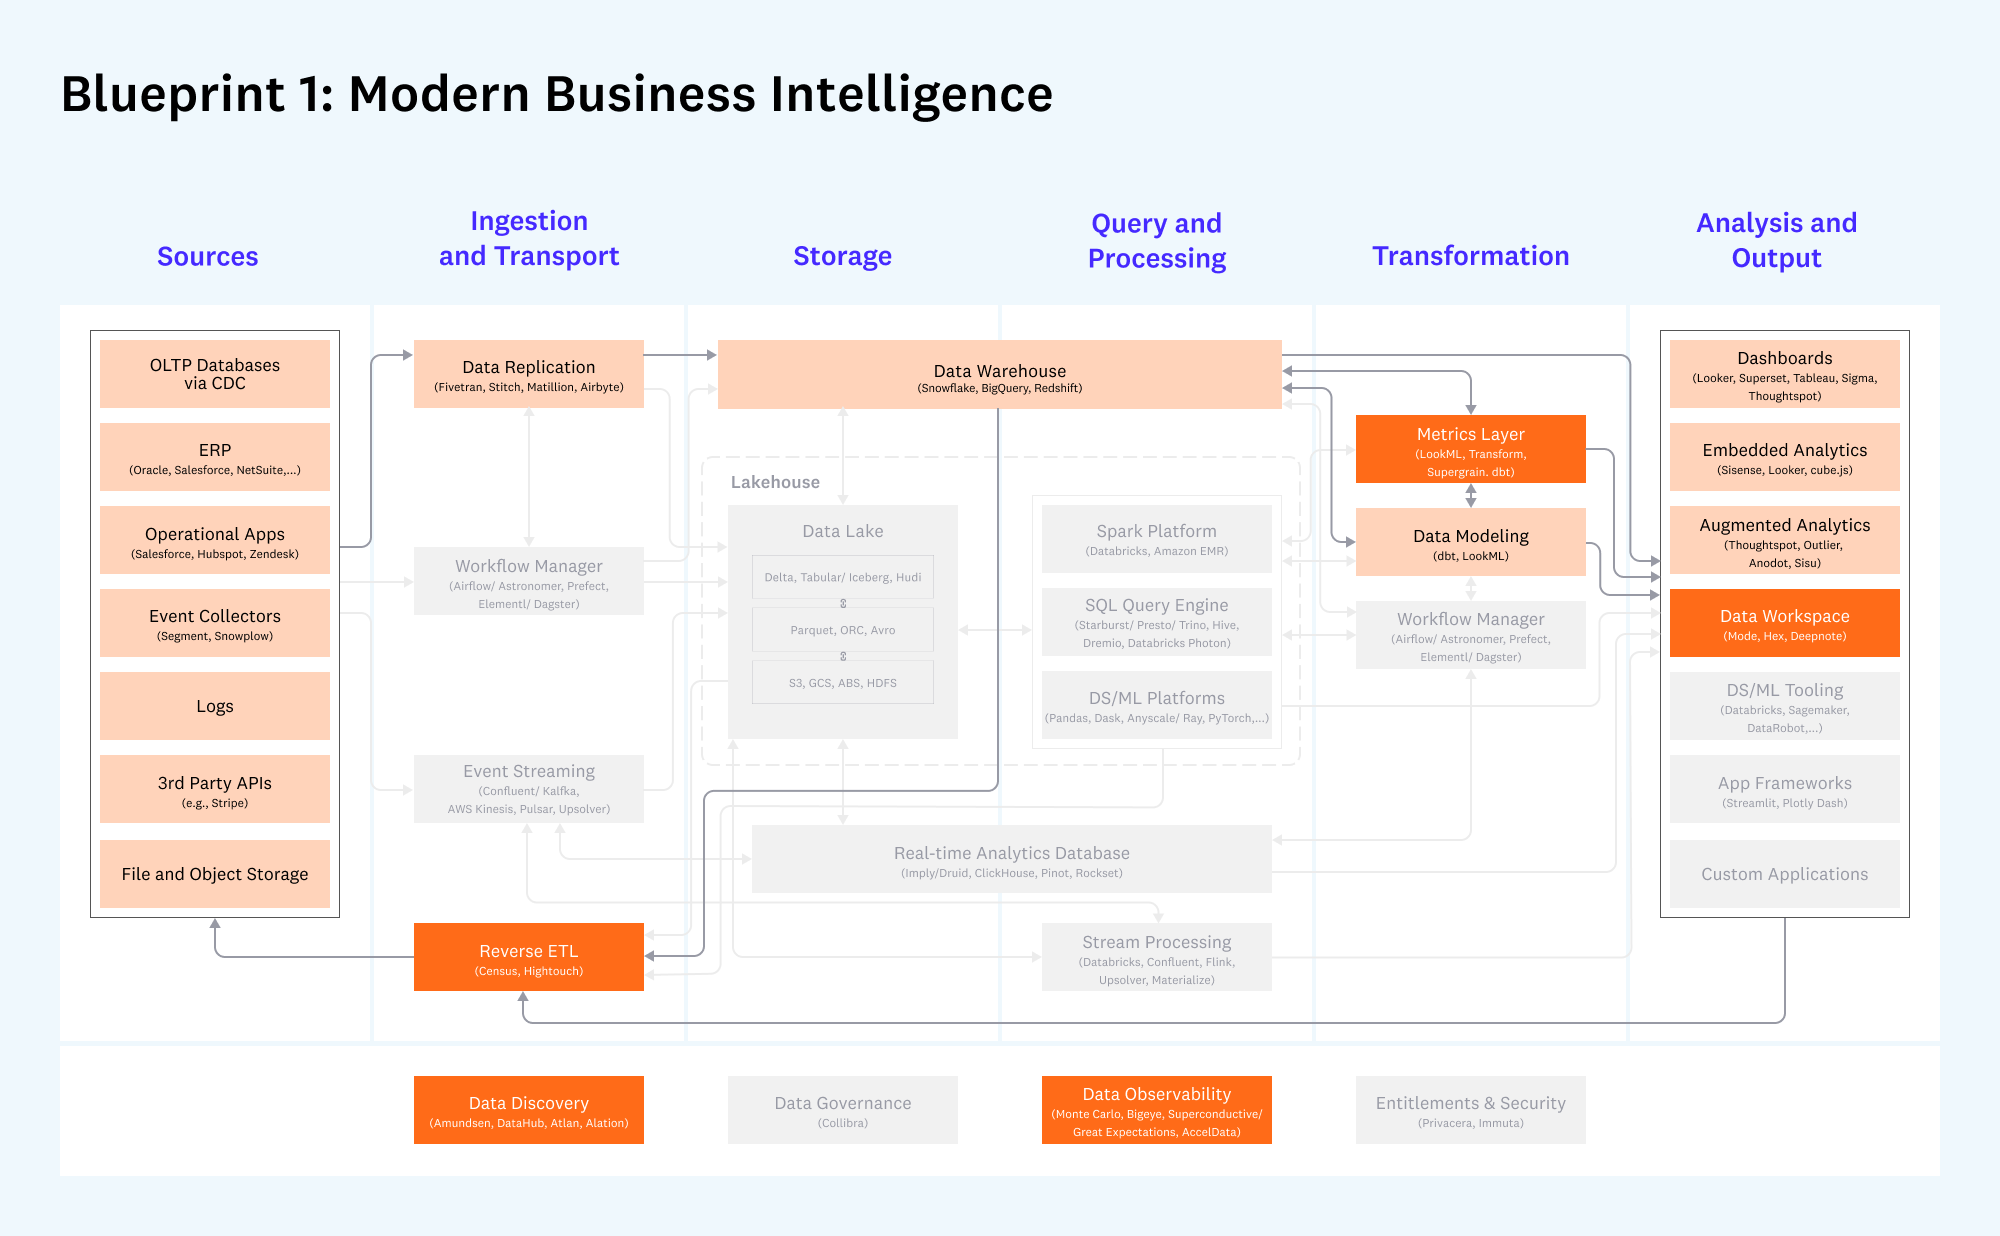 Blueprint 1: Modern Business Intelligence
Sources
Ingestion
and Transport
Storage
Query and
Processing
Transformation
Analysis and
Output
OLTP Databases
via CDC
ERP
(Oracle, Salesforce, NetSuite,...)
Operational Apps
(Salesforce, Hubspot, Zendesk)
Event Collectors
(Segment, Snowplow)
Logs
3rd Party APIs
(e.g., Stripe)
File and Object Storage
Data Replication
(Fivetran, Stitch, Matillion, Airbyte)
Workflow Manager
(Airflow/ Astronomer, Prefect,
Elementl/ Dagster)
Event Streaming
(Confluent/ Kalfka,
AWS Kinesis, Pulsar, Upsolver)
Reverse ETL
(Census, Hightouch)
Data Warehouse
(Snowflake, BigQuery, Redshift)
Lakehouse
Data Lake
Delta, Tabular/ Iceberg, Hudi
Parquet, ORC, Avro
S3, GCS, ABS, HDFS
Spark Platform
(Databricks, Amazon EMR)
SQL Query Engine
(Starburst/ Presto/ Trino, Hive,
Dremio, Databricks Photon)
DS/ML Platforms
(Pandas, Dask, Anyscale/ Ray, PyTorch,...)
Real-time Analytics Database
(Imply/Druid, ClickHouse, Pinot, Rockset)
Stream Processing
(Databricks, Confluent, Flink,
Upsolver, Materialize)
Metrics Layer
(LookML, Transform,
Supergrain. dbt)
Data Modeling
(dbt, LookML)
Workflow Manager
(Airflow/ Astronomer, Prefect,
Elementl/ Dagster)
Dashboards
(Looker, Superset, Tableau, Sigma,
Thoughtspot)
Embedded Analytics
(Sisense, Looker, cube.js)
Augmented Analytics
(Thoughtspot, Outlier,
Anodot, Sisu)
Data Workspace
(Mode, Hex, Deepnote)
DS/ML Tooling
(Databricks, Sagemaker,
DataRobot,...)
App Frameworks
(Streamlit, Plotly Dash)
Custom Applications
Data Discovery
(Amundsen, DataHub, Atlan, Alation)
Data Governance
(Collibra)
Data Observability
(Monte Carlo, Bigeye, Superconductive/
Great Expectations, AccelData)
Entitlements & Security
(Privacera, Immuta)